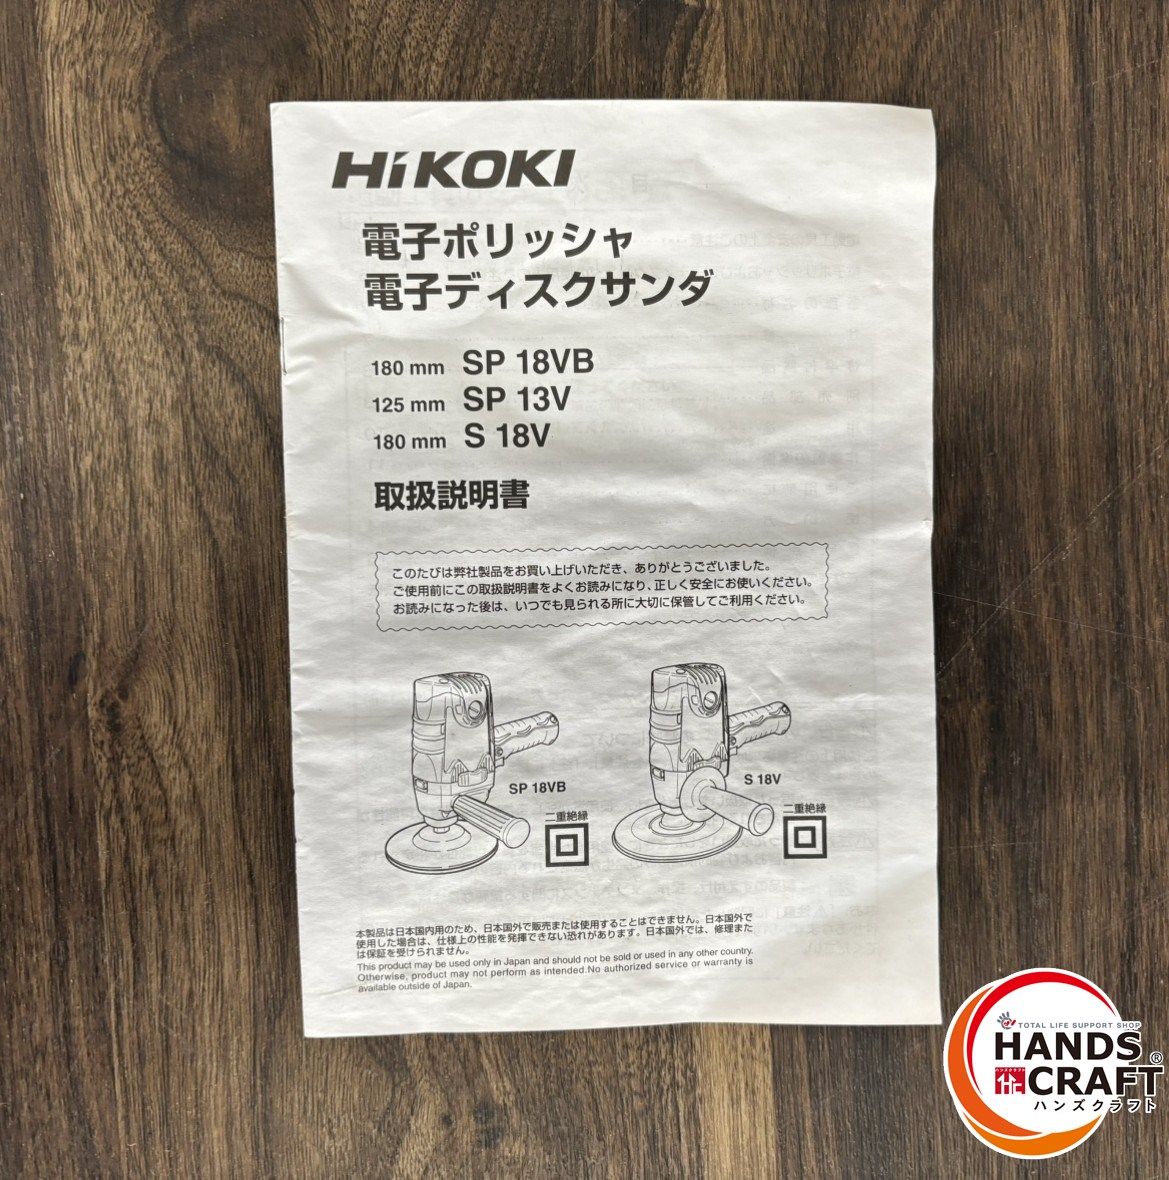 HiKOKI
電子ポリッシャ
電子ディスクサンダ
180 mm SP 18VB
125 mm SP 13V
180 mm S 18V
取扱説明書
このたびは弊社製品をお買い上げいただき、ありがとうございました。
ご使用前にこの取扱説明書をよくお読みになり、正しく安全にお使いください。
お読みになった後は、いつでも見られる所に大切に保管してご利用ください。
SP 18VB
二重絶縁
S 18V
二重絶縁
本製品は日本国内用のため、日本国外で販売または使用することはできません。日本国外で
使用した場合は、仕様上の性能を発揮できない恐れがあります。日本国外では、修理また
は保証を受けられません。
This product may be used only in Japan and should not be sold or used in any other country.
Otherwise, product may not perform as intended.No authorized service or warranty is
available outside of Japan.
TOTAL LIFE SUPPORT SHOP
HANDS
CRAFT®
ハンズクラフト